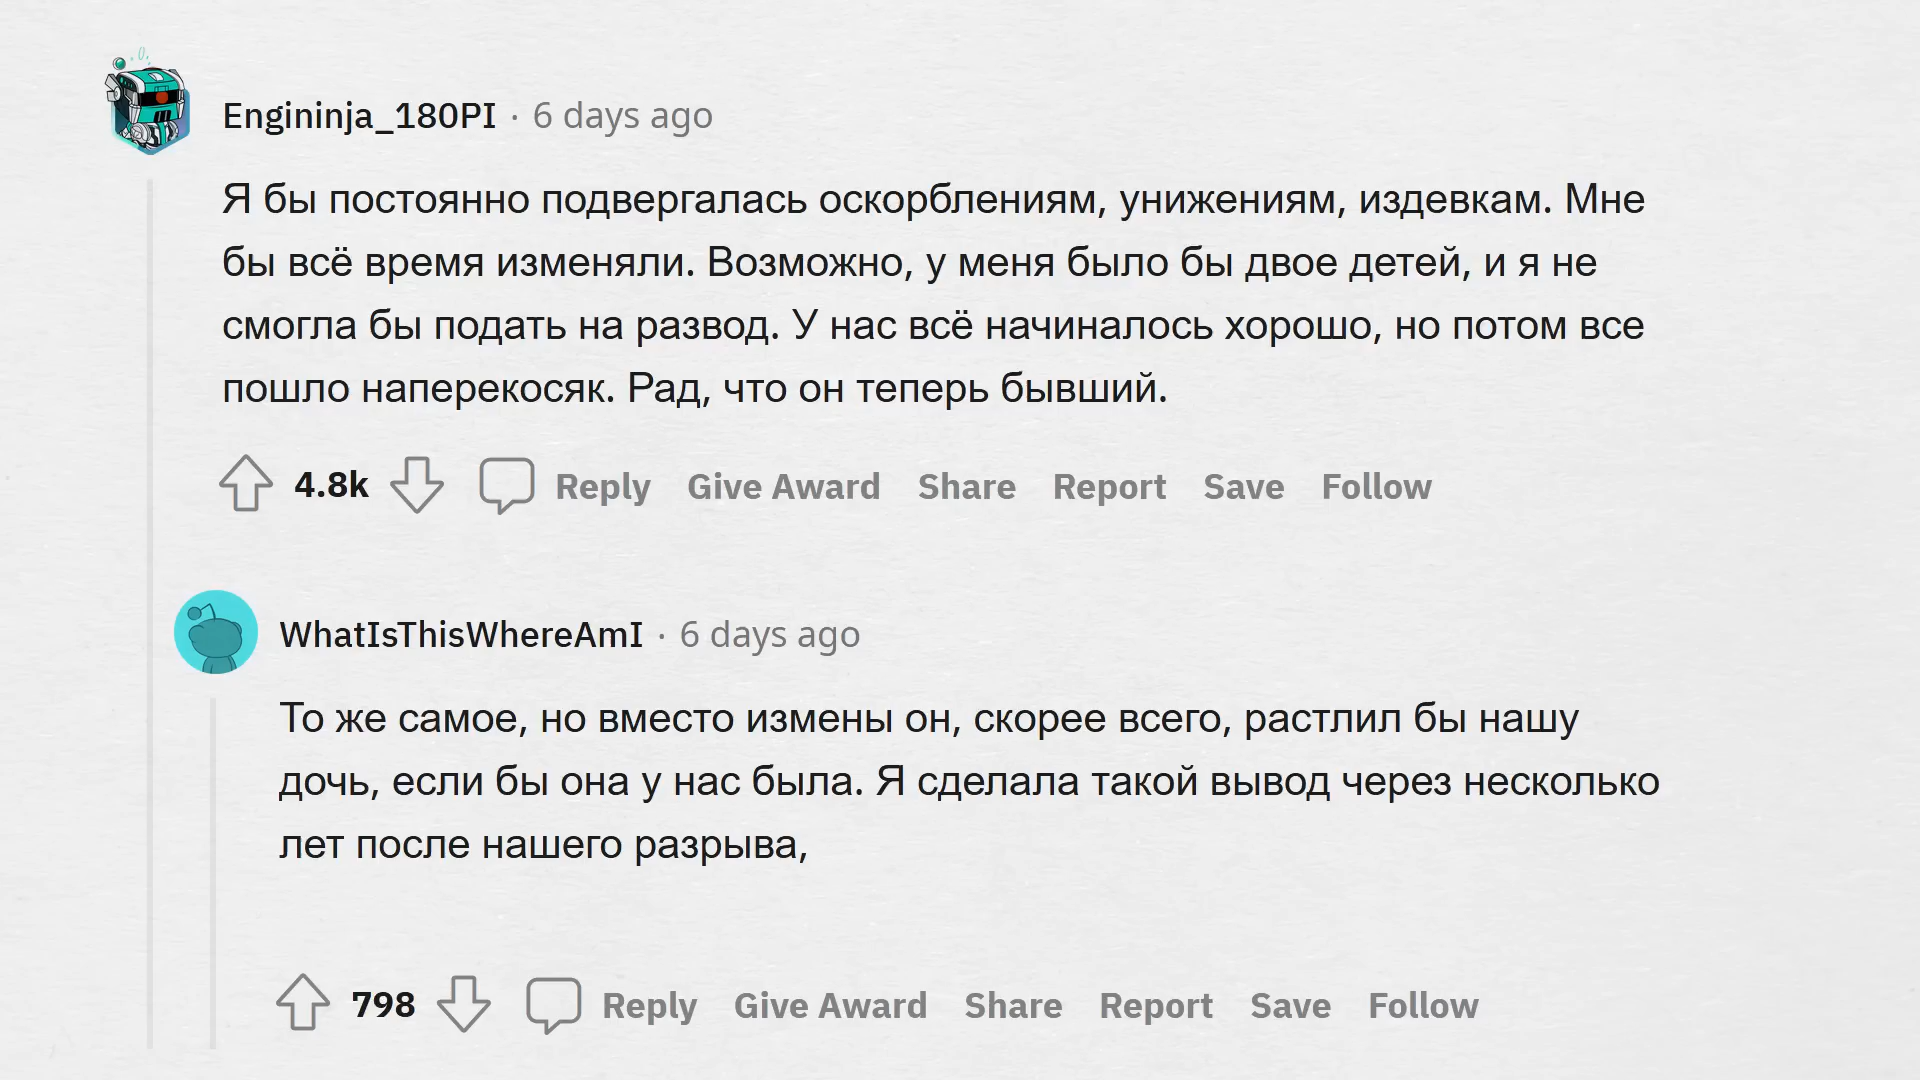 Engininja_180PI · 6 days ago
Я бы постоянно подвергалась оскорблениям, унижениям, издевкам. Мне
бы всё время изменяли. Возможно, у меня было бы двое детей, и я не
смогла бы подать на развод. У нас всё начиналось хорошо, но потом все
пошло наперекосяк. Рад, что он теперь бывший.
4.8k Reply Give Award Share Report Save Follow
WhatIsThisWhereAmI · 6 days ago
То же самое, но вместо измены он, скорее всего, растлил бы нашу
дочь, если бы она у нас была. Я сделала такой вывод через несколько
лет после нашего разрыва,
798 Reply Give Award Share Report Save Follow